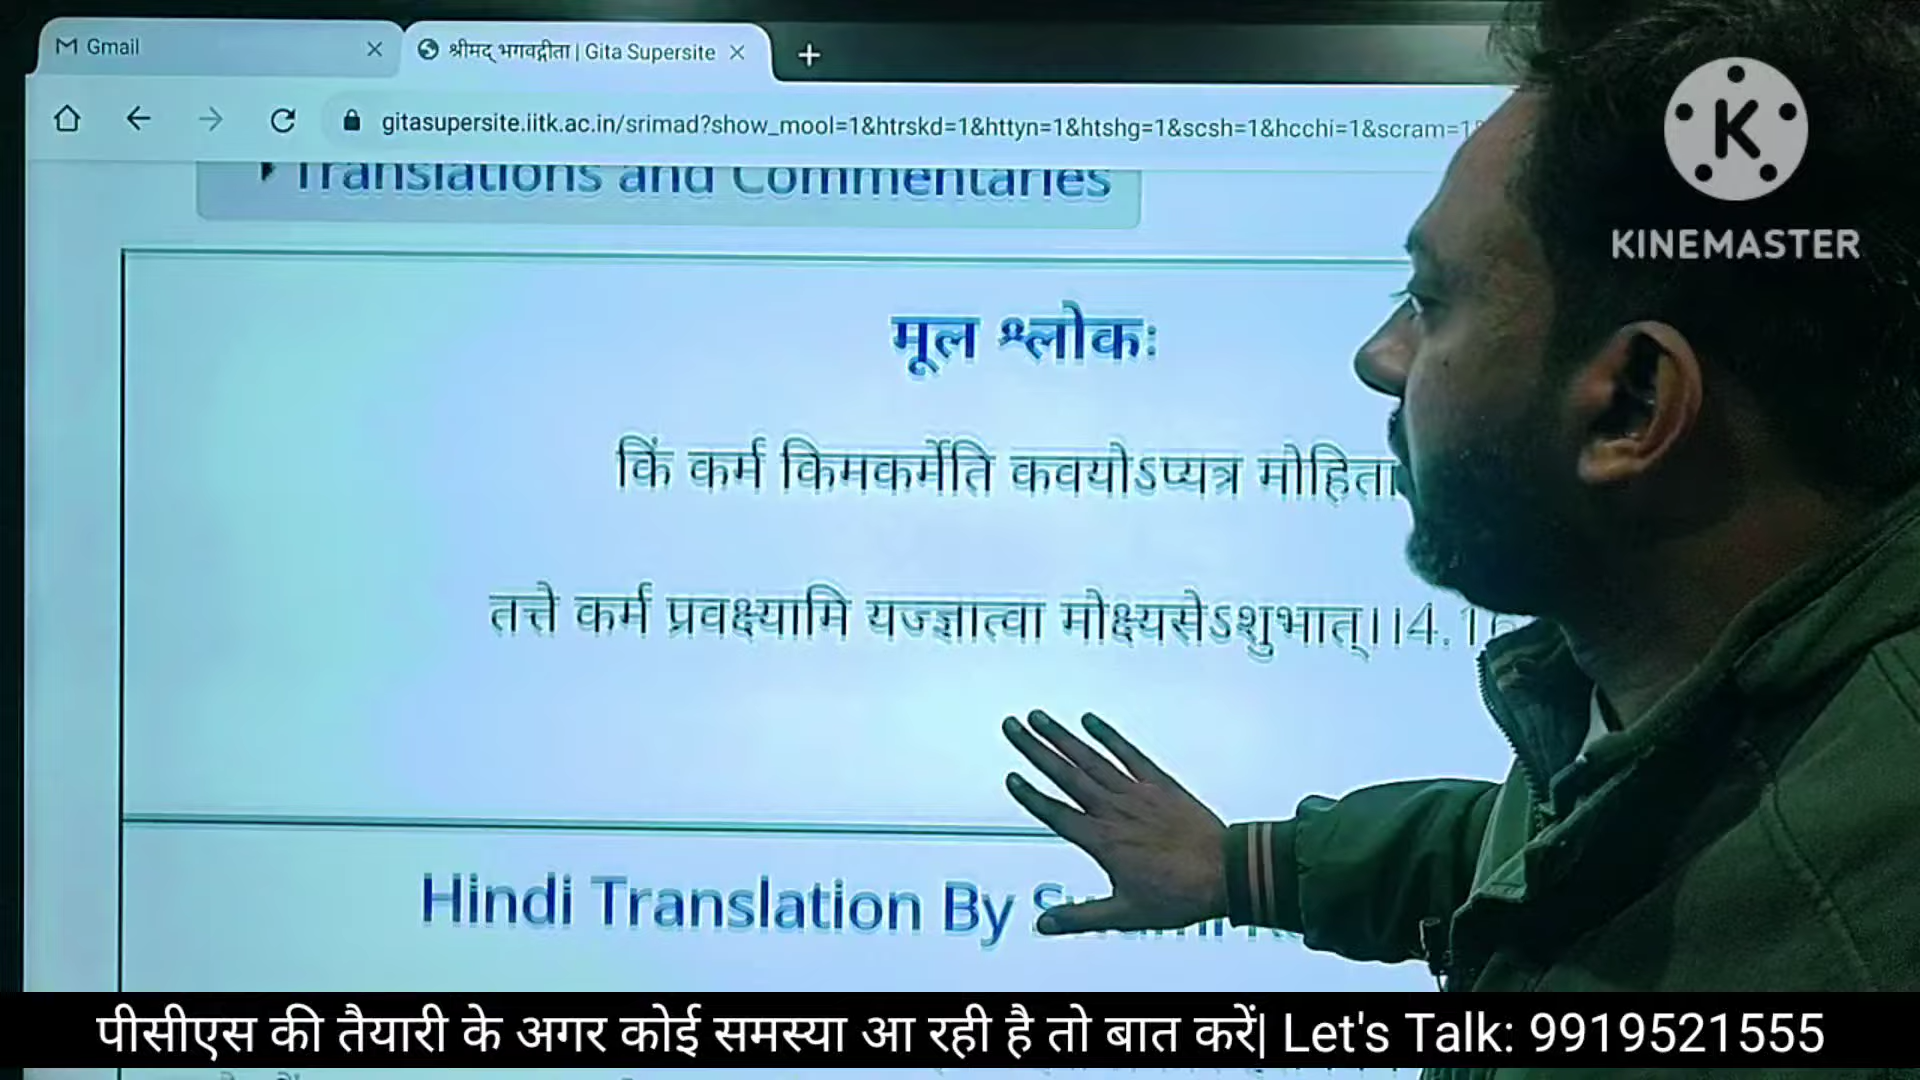 Gmail
श्रीमद् भगवद्गीता | Gita Supersite
gitasupersite.iitk.ac.in/srimad?show_mool=1&htrskd=1&httyn=1&htshg=1&scsh=1&hcchi=1&scram=1
Translations and Commentaries
K
KINEMASTER
मूल श्लोकः
किं कर्म किमकर्मेति कवयोऽप्यत्र मोहिता
तत्ते कर्म प्रवक्ष्यामि यज्ज्ञात्वा मोक्ष्यसेऽशुभात्।।4.16
Hindi Translation By
पीसीएस की तैयारी के अगर कोई समस्या आ रही है तो बात करें| Let's Talk: 9919521555